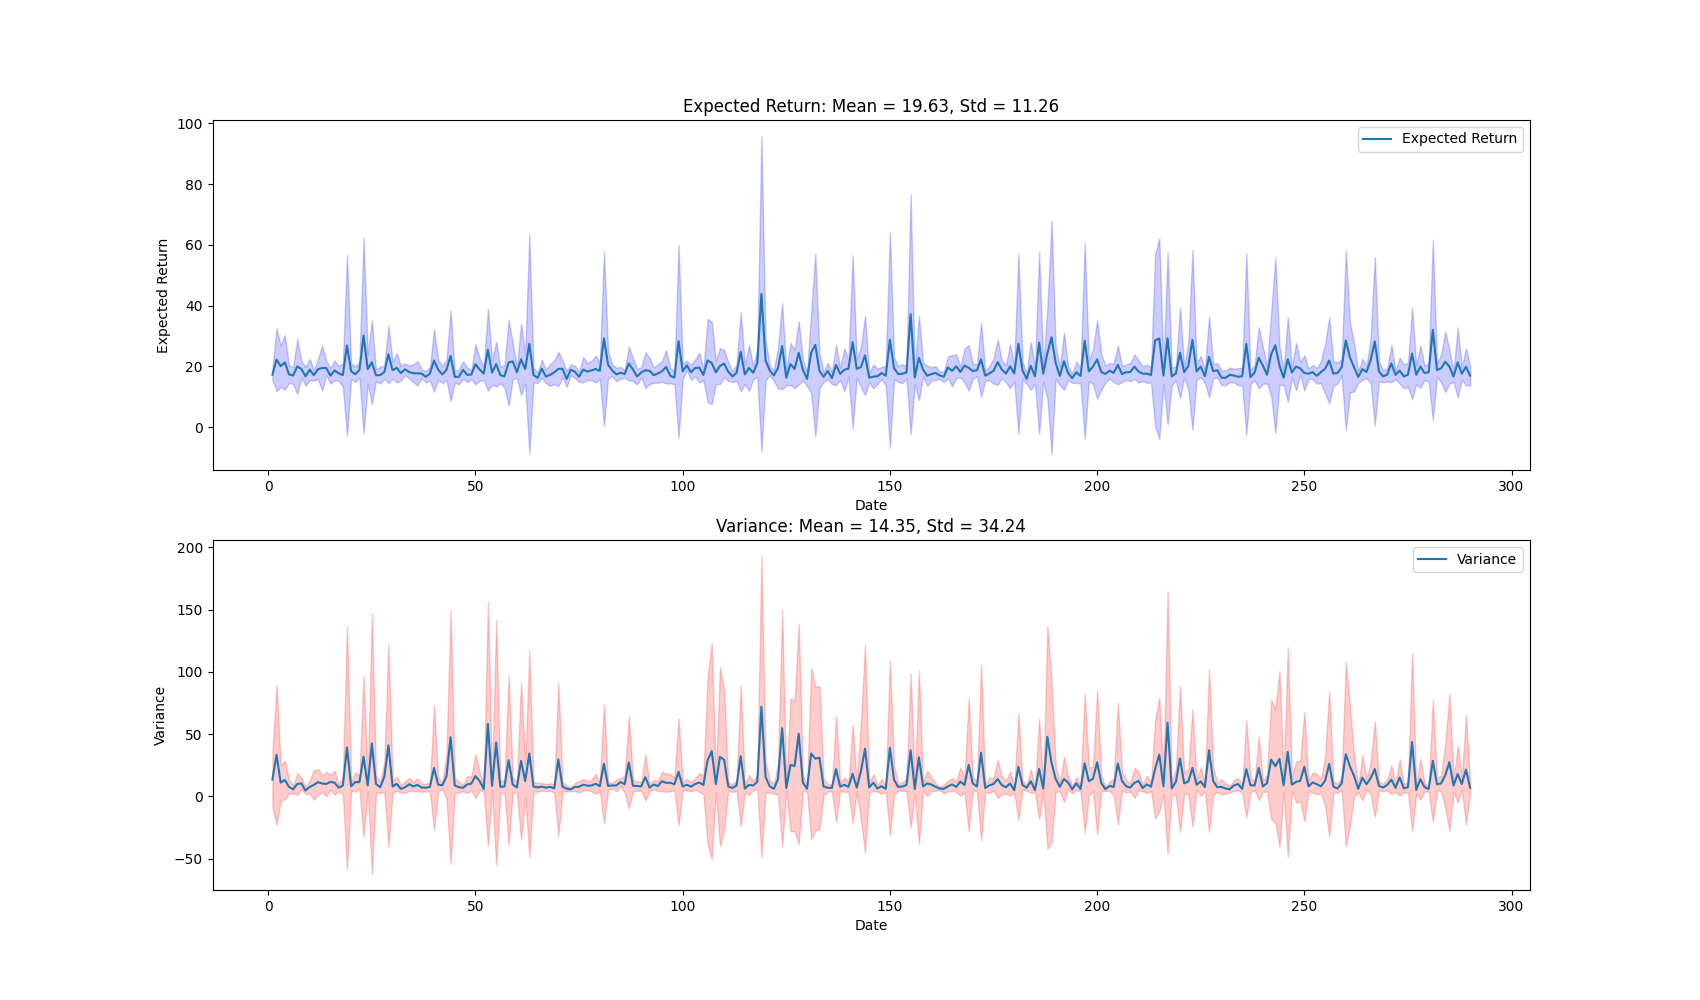 Expected Return: Mean = 19.63, Std = 11.26
Expected Return
100
80
60
40
20
0
Expected Return
0 50 100 150 200 250 300
Date
Variance: Mean = 14.35, Std = 34.24
Variance
200
150
100
50
0
−50
Variance
0 50 100 150 200 250 300
Date